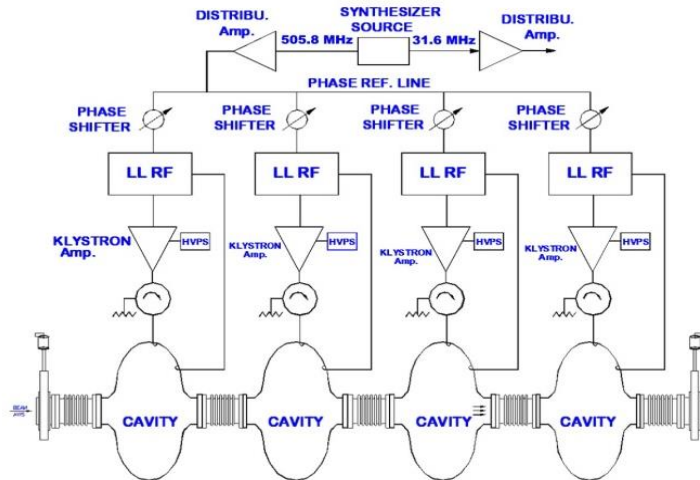 DISTRIBU.
Amp.
SYNTHESIZER
SOURCE
DISTRIBU.
Amp.
505.8 MHz
31.6 MHz
PHASE REF. LINE
PHASE
SHIFTER
PHASE
SHIFTER
PHASE
SHIFTER
PHASE
SHIFTER
LL RF
LL RF
LL RF
LL RF
KLYSTRON
Amp.
HVPS
KLYSTRON
Amp.
HVPS
KLYSTRON
Amp.
HVPS
KLYSTRON
Amp.
HVPS
BEAM
CAVITY
CAVITY
CAVITY
CAVITY